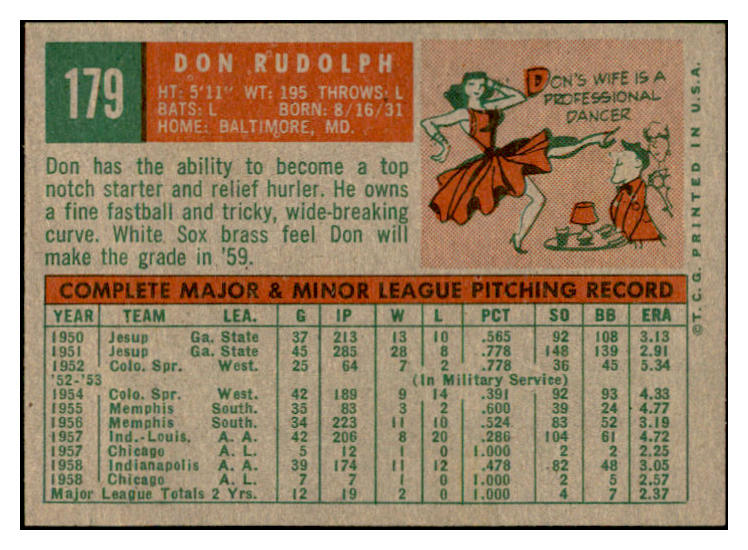 179
DON RUDOLPH
HT: 5'11" WT: 195 THROWS: L
BATS: L BORN: 8/16/31
HOME: BALTIMORE, MD.
DON'S WIFE IS A
PROFESSIONAL
DANCER
Don has the ability to become a top
notch starter and relief hurler. He owns
a fine fastball and tricky, wide-breaking
curve. White Sox brass feel Don will
make the grade in '59.
©T.C.G. PRINTED IN U.S.A.
COMPLETE MAJOR & MINOR LEAGUE PITCHING RECORD
YEAR TEAM LEA. G IP W L PCT SO BB ERA
1950 Jesup Ga. State 37 213 13 10 .565 92 108 3.13
1951 Jesup Ga. State 45 285 28 8 .778 148 139 2.91
1952 Colo. Spr. West. 25 64 7 2 .778 36 45 5.34
'52-'53 (In Military Service)
1954 Colo. Spr. West. 42 189 9 14 .391 92 93 4.33
1955 Memphis South. 35 83 3 2 .600 39 24 4.77
1956 Memphis South. 34 223 11 10 .524 83 52 3.19
1957 Ind.-Louis. A. A. 42 206 8 20 .286 104 61 4.72
1957 Chicago A. L. 5 12 1 0 1.000 2 2 2.25
1958 Indianapolis A. A. 39 174 11 12 .478 82 48 3.05
1958 Chicago A. L. 7 7 1 0 1.000 2 5 2.57
Major League Totals 2 Yrs. 12 19 2 0 1.000 4 7 2.37